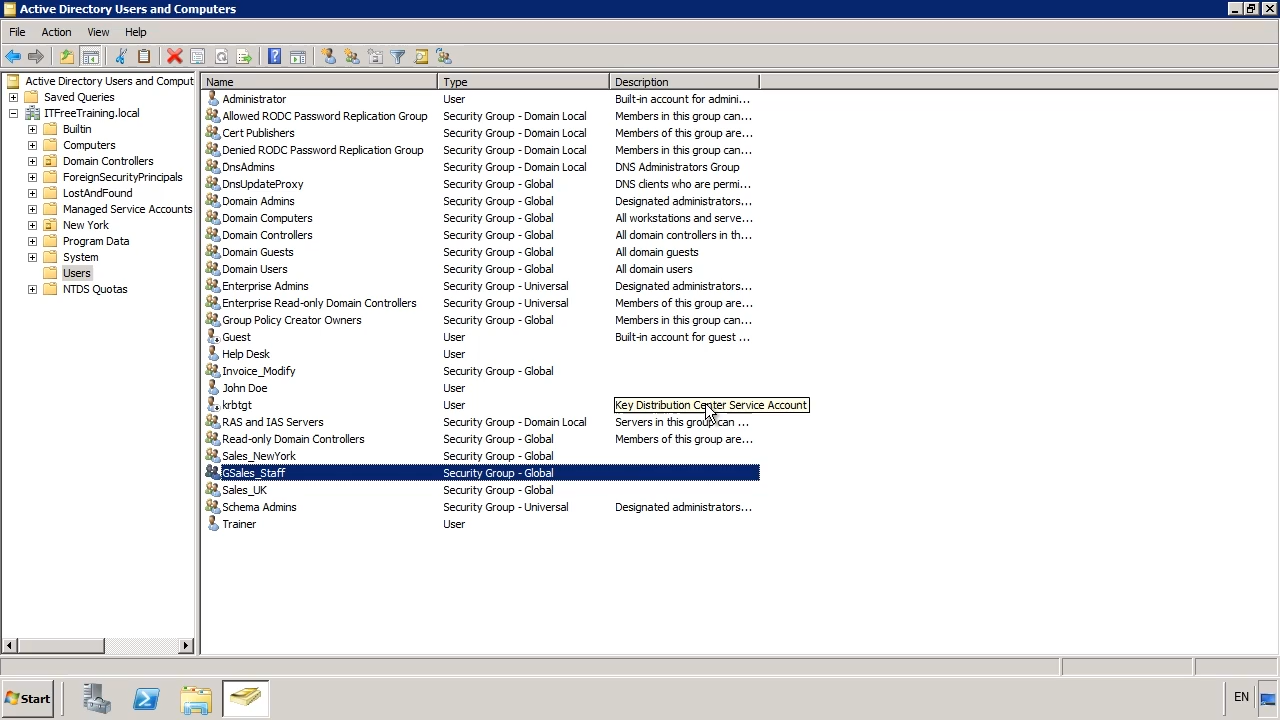 Active Directory Users and Computers
File Action View Help
Active Directory Users and Comput
Saved Queries
ITFreeTraining.local
Builtin
Computers
Domain Controllers
ForeignSecurityPrincipals
LostAndFound
Managed Service Accounts
New York
Program Data
System
Users
NTDS Quotas
Name Type Description
Administrator User Built-in account for admini...
Allowed RODC Password Replication Group Security Group - Domain Local Members in this group can...
Cert Publishers Security Group - Domain Local Members of this group are...
Denied RODC Password Replication Group Security Group - Domain Local Members in this group can...
DnsAdmins Security Group - Domain Local DNS Administrators Group
DnsUpdateProxy Security Group - Global DNS clients who are permi...
Domain Admins Security Group - Global Designated administrators...
Domain Computers Security Group - Global All workstations and serve...
Domain Controllers Security Group - Global All domain controllers in th...
Domain Guests Security Group - Global All domain guests
Domain Users Security Group - Global All domain users
Enterprise Admins Security Group - Universal Designated administrators...
Enterprise Read-only Domain Controllers Security Group - Universal Members of this group are...
Group Policy Creator Owners Security Group - Global Members in this group can...
Guest User Built-in account for guest ...
Help Desk User
Invoice_Modify Security Group - Global
John Doe User
krbtgt User Key Distribution Center Service Account
RAS and IAS Servers Security Group - Domain Local Servers in this group can ...
Read-only Domain Controllers Security Group - Global Members of this group are...
Sales_NewYork Security Group - Global
GSales_Staff Security Group - Global
Sales_UK Security Group - Global
Schema Admins Security Group - Universal Designated administrators...
Trainer User
Start EN